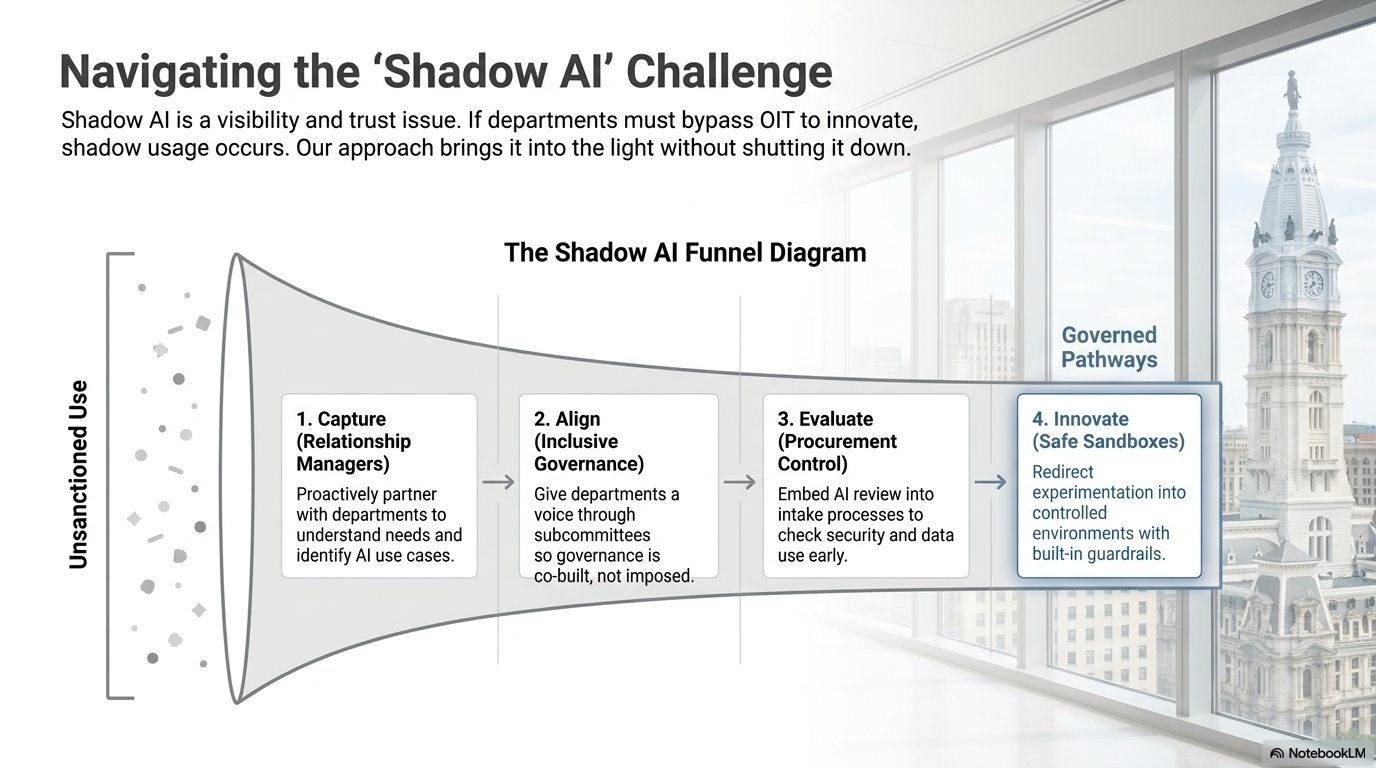 Navigating the ‘Shadow AI’ Challenge
Shadow AI is a visibility and trust issue. If departments must bypass OIT to innovate,
shadow usage occurs. Our approach brings it into the light without shutting it down.
The Shadow AI Funnel Diagram
Unsanctioned Use
1. Capture
(Relationship
Managers)
Proactively partner
with departments to
understand needs and
identify AI use cases.
2. Align
(Inclusive
Governance)
Give departments a
voice through
subcommittees
so governance is
co-built, not imposed.
3. Evaluate
(Procurement
Control)
Embed AI review into
intake processes to
check security and data
use early.
Governed
Pathways
4. Innovate
(Safe Sandboxes)
Redirect
experimentation into
controlled
environments with
built-in guardrails.
NotebookLM